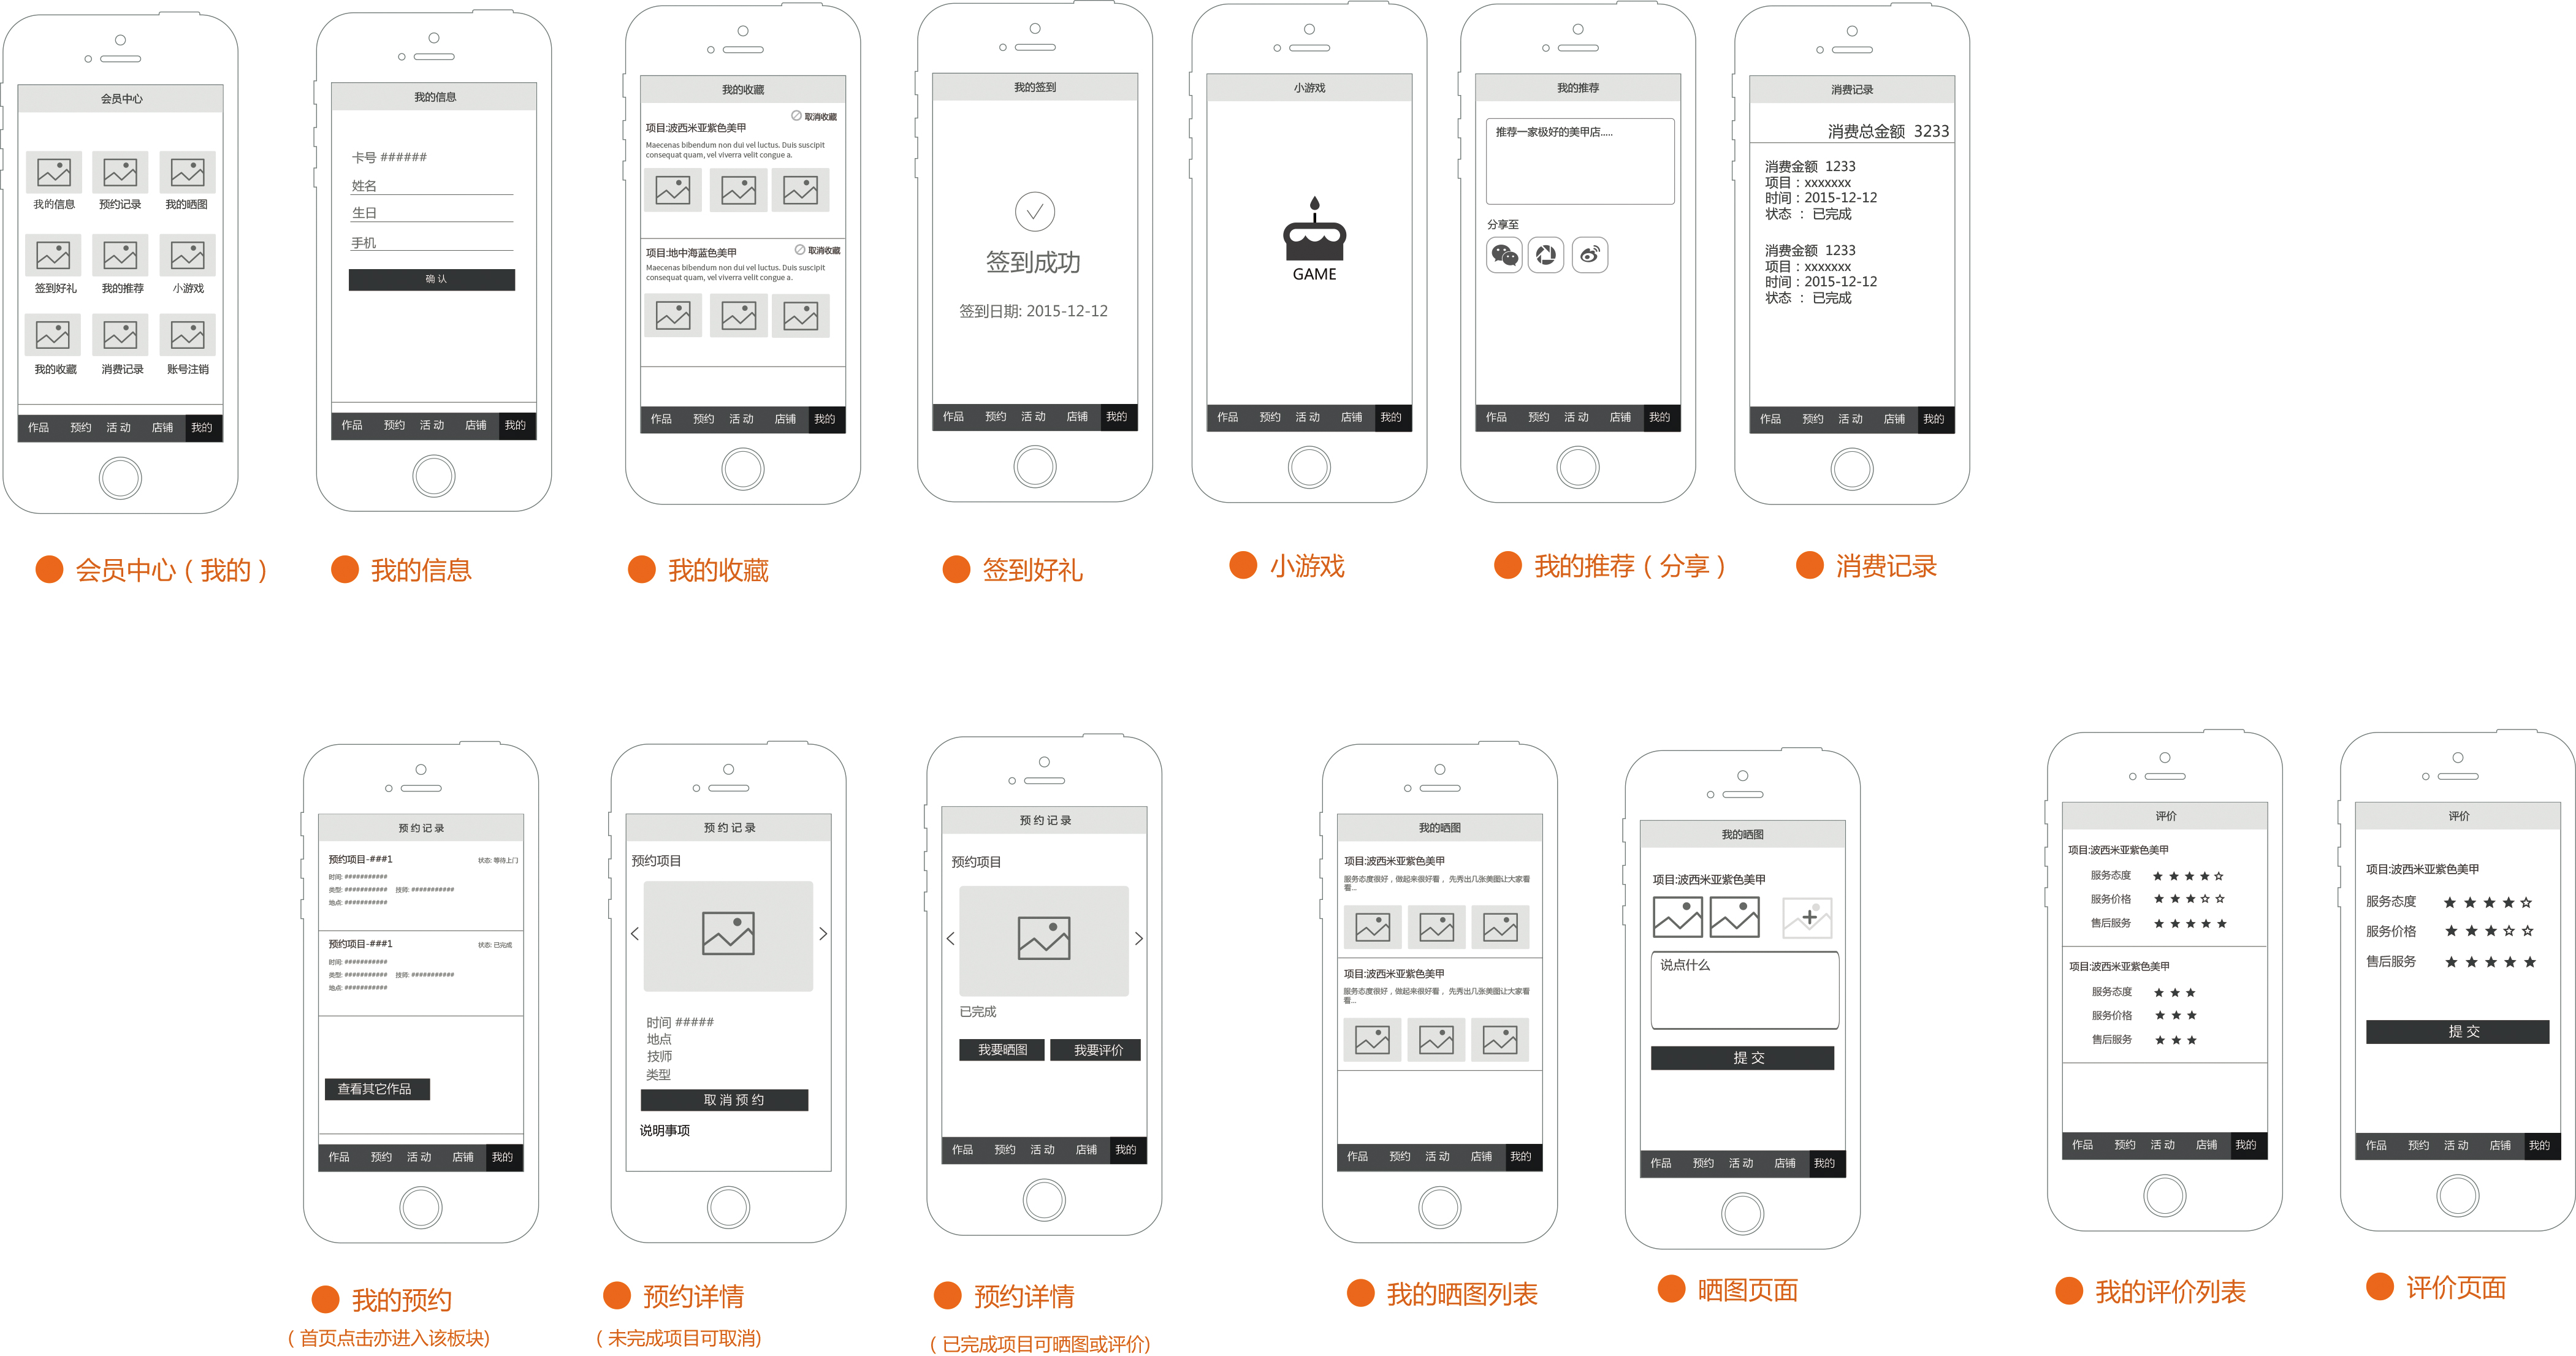 会员中心
我的信息 预约记录 我的晒图
签到好礼 我的推荐 小游戏
我的收藏 消费记录 账号注销
作品 预约 活 动 店铺 我的
我的信息
卡号 ######
姓名
生日
手机
确 认
作品 预约 活 动 店铺 我的
我的收藏
取消收藏
项目:波西米亚紫色美甲
Maecenas bibendum non dui vel luctus. Duis suscipit
consequat quam, vel viverra velit congue a.
取消收藏
项目:地中海蓝色美甲
Maecenas bibendum non dui vel luctus. Duis suscipit
consequat quam, vel viverra velit congue a.
作品 预约 活 动 店铺 我的
我的签到
签到成功
签到日期: 2015-12-12
作品 预约 活 动 店铺 我的
小游戏
GAME
作品 预约 活 动 店铺 我的
我的推荐
推荐一家极好的美甲店.....
分享至
作品 预约 活 动 店铺 我的
消费记录
消费总金额 3233
消费金额 1233
项目：xxxxxxx
时间：2015-12-12
状态 ： 已完成
消费金额 1233
项目：xxxxxxx
时间：2015-12-12
状态 ： 已完成
作品 预约 活 动 店铺 我的
会员中心（我的）
我的信息
我的收藏
签到好礼
小游戏
我的推荐（分享）
消费记录
预 约 记 录
预约项目-###1 状态: 等待上门
时间: ###########
类型: ########### 技师: ###########
地点: ###########
预约项目-###1 状态: 已完成
时间: ###########
类型: ########### 技师: ###########
地点: ###########
查看其它作品
作品 预约 活 动 店铺 我的
预 约 记 录
预约项目
时间 #####
地点
技师
类型
取 消 预 约
说明事项
预 约 记 录
预约项目
已完成
我要晒图 我要评价
作品 预约 活 动 店铺 我的
我的晒图
项目:波西米亚紫色美甲
服务态度很好，做起来很好看， 先秀出几张美图让大家看
看...
项目:波西米亚紫色美甲
服务态度很好，做起来很好看， 先秀出几张美图让大家看
看...
作品 预约 活 动 店铺 我的
我的晒图
项目:波西米亚紫色美甲
说点什么
提 交
作品 预约 活 动 店铺 我的
评价
项目:波西米亚紫色美甲
服务态度 ★ ★ ★ ★ ☆
服务价格 ★ ★ ★ ☆ ☆
售后服务 ★ ★ ★ ★ ★
项目:波西米亚紫色美甲
服务态度 ★ ★ ★
服务价格 ★ ★ ★
售后服务 ★ ★ ★
作品 预约 活 动 店铺 我的
评价
项目:波西米亚紫色美甲
服务态度 ★ ★ ★ ★ ☆
服务价格 ★ ★ ★ ☆ ☆
售后服务 ★ ★ ★ ★ ★
提 交
作品 预约 活 动 店铺 我的
我的预约
（首页点击亦进入该板块)
预约详情
（未完成项目可取消)
预约详情
（已完成项目可晒图或评价)
我的晒图列表
晒图页面
我的评价列表
评价页面